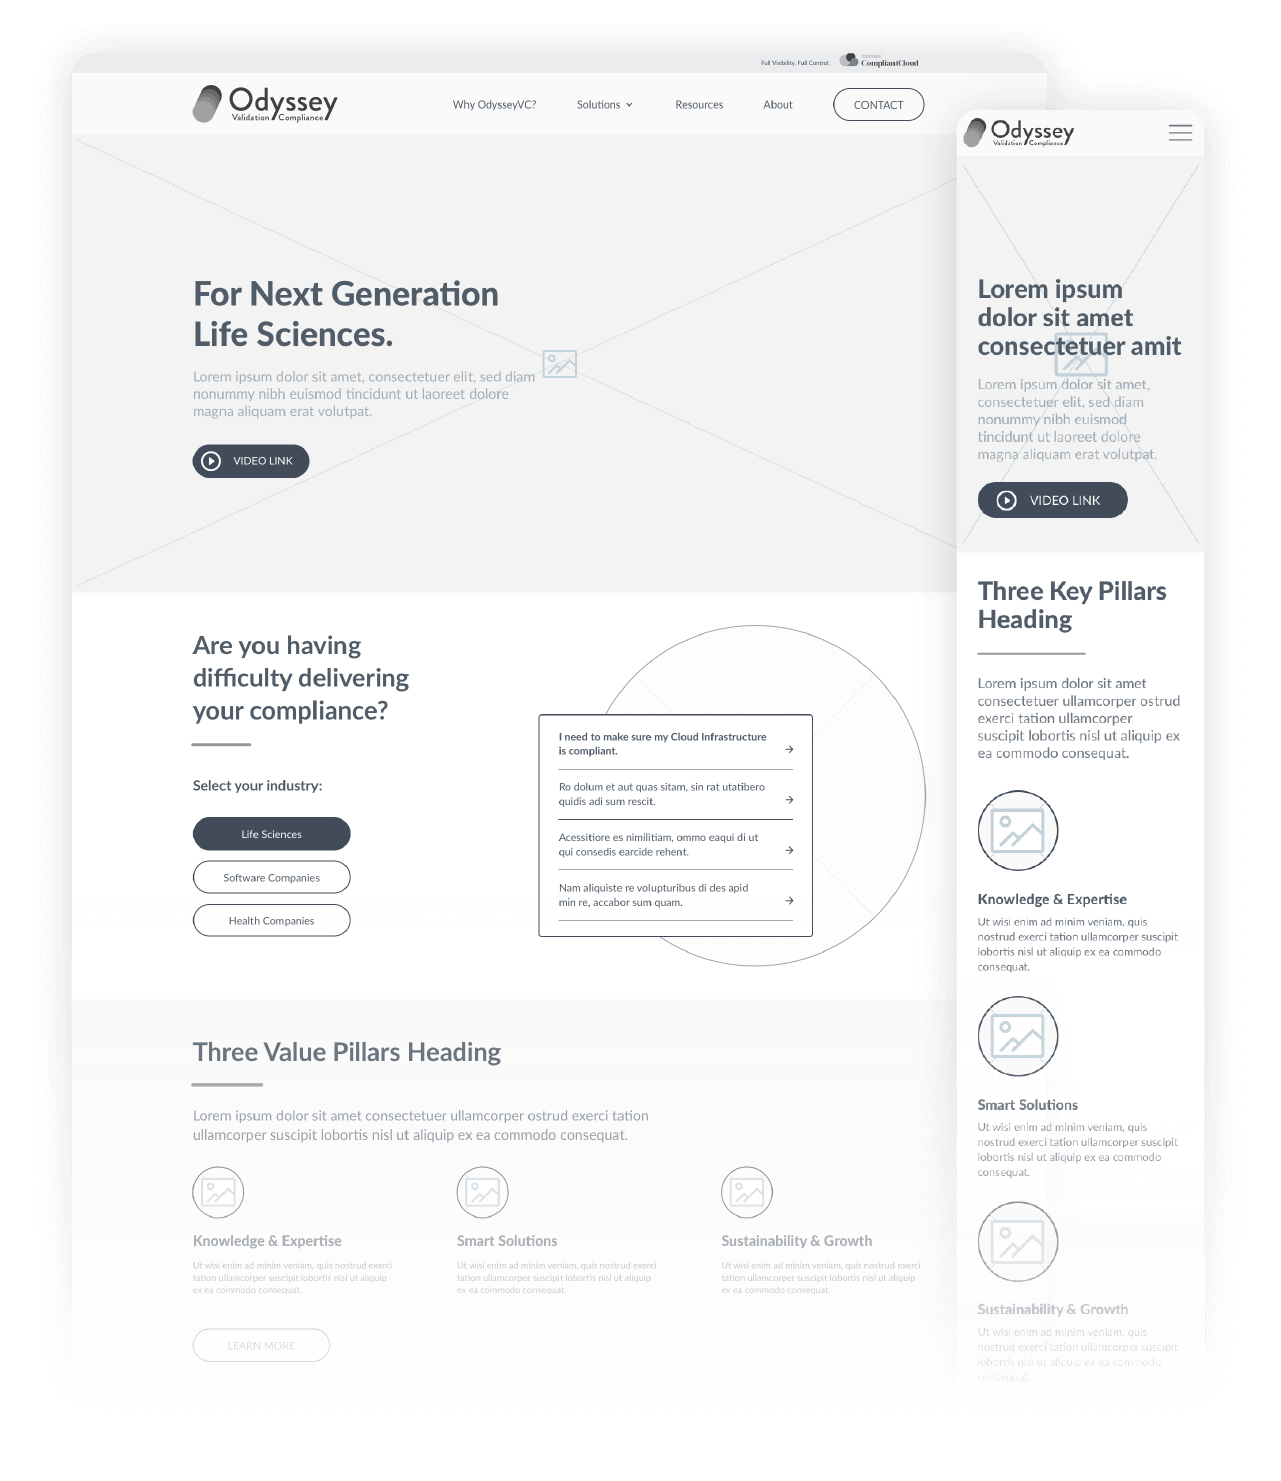 Full Visibility. Full Control.
ODYSSEY
CompliantCloud
Odyssey
Validation Compliance
Why OdysseyVC?
Solutions
Resources
About
CONTACT
For Next Generation
Life Sciences.
Lorem ipsum dolor sit amet, consectetuer elit, sed diam
nonummy nibh euismod tincidunt ut laoreet dolore
magna aliquam erat volutpat.
VIDEO LINK
Are you having
difficulty delivering
your compliance?
Select your industry:
Life Sciences
Software Companies
Health Companies
I need to make sure my Cloud Infrastructure
is compliant.
Ro dolum et aut quas sitam, sin rat utatibero
quidis adi sum rescit.
Acessitiore es nimilitiam, ommo eaqui di ut
qui consedis earcide rehent.
Nam aliquiste re volupturibus di des apid
min re, accabor sum quam.
Three Value Pillars Heading
Lorem ipsum dolor sit amet consectetuer ullamcorper ostrud exerci tation
ullamcorper suscipit lobortis nisl ut aliquip ex ea commodo consequat.
Knowledge & Expertise
Ut wisi enim ad minim veniam, quis nostrud exerci
tation ullamcorper suscipit lobortis nisl ut aliquip
ex ea commodo consequat.
Smart Solutions
Ut wisi enim ad minim veniam, quis nostrud exerci
tation ullamcorper suscipit lobortis nisl ut aliquip
ex ea commodo consequat.
Sustainability & Growth
Ut wisi enim ad minim veniam, quis nostrud exerci
tation ullamcorper suscipit lobortis nisl ut aliquip
ex ea commodo consequat.
LEARN MORE
Odyssey
Validation Compliance
Lorem ipsum
dolor sit amet
consectetuer amit
Lorem ipsum dolor sit amet,
consectetuer elit, sed diam
nonummy nibh euismod
tincidunt ut laoreet dolore
magna aliquam erat volutpat.
VIDEO LINK
Three Key Pillars
Heading
Lorem ipsum dolor sit amet
consectetuer ullamcorper ostrud
exerci tation ullamcorper
suscipit lobortis nisl ut aliquip ex
ea commodo consequat.
Knowledge & Expertise
Ut wisi enim ad minim veniam, quis
nostrud exerci tation ullamcorper suscipit
lobortis nisl ut aliquip ex ea commodo
consequat.
Smart Solutions
Ut wisi enim ad minim veniam, quis
nostrud exerci tation ullamcorper suscipit
lobortis nisl ut aliquip ex ea commodo
consequat.
Sustainability & Growth
Ut wisi enim ad minim veniam, quis
nostrud exerci tation ullamcorper suscipit
lobortis nisl ut aliquip ex ea commodo
consequat.